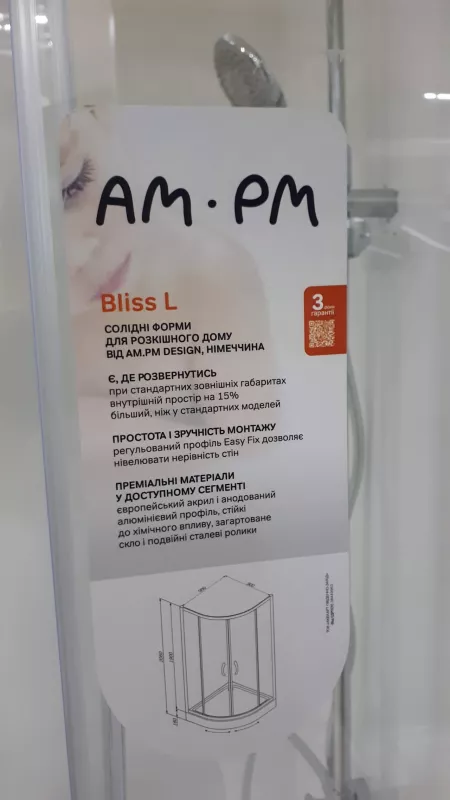 AM.PM
Bliss L
3 роки
гарантії
СОЛІДНІ ФОРМИ
ДЛЯ РОЗКІШНОГО ДОМУ
ВІД AM.PM DESIGN, НІМЕЧЧИНА
Є, ДЕ РОЗВЕРНУТИСЬ
при стандартних зовнішніх габаритах
внутрішній простір на 15%
більший, ніж у стандартних моделей
ПРОСТОТА І ЗРУЧНІСТЬ МОНТАЖУ
регульований профіль Easy Fix дозволяє
нівелювати нерівність стін
ПРЕМІАЛЬНІ МАТЕРІАЛИ
У ДОСТУПНОМУ СЕГМЕНТІ
європейський акрил і анодований
алюмінієвий профіль, стійкі
до хімічного впливу, загартоване
скло і подвійні сталеві ролики